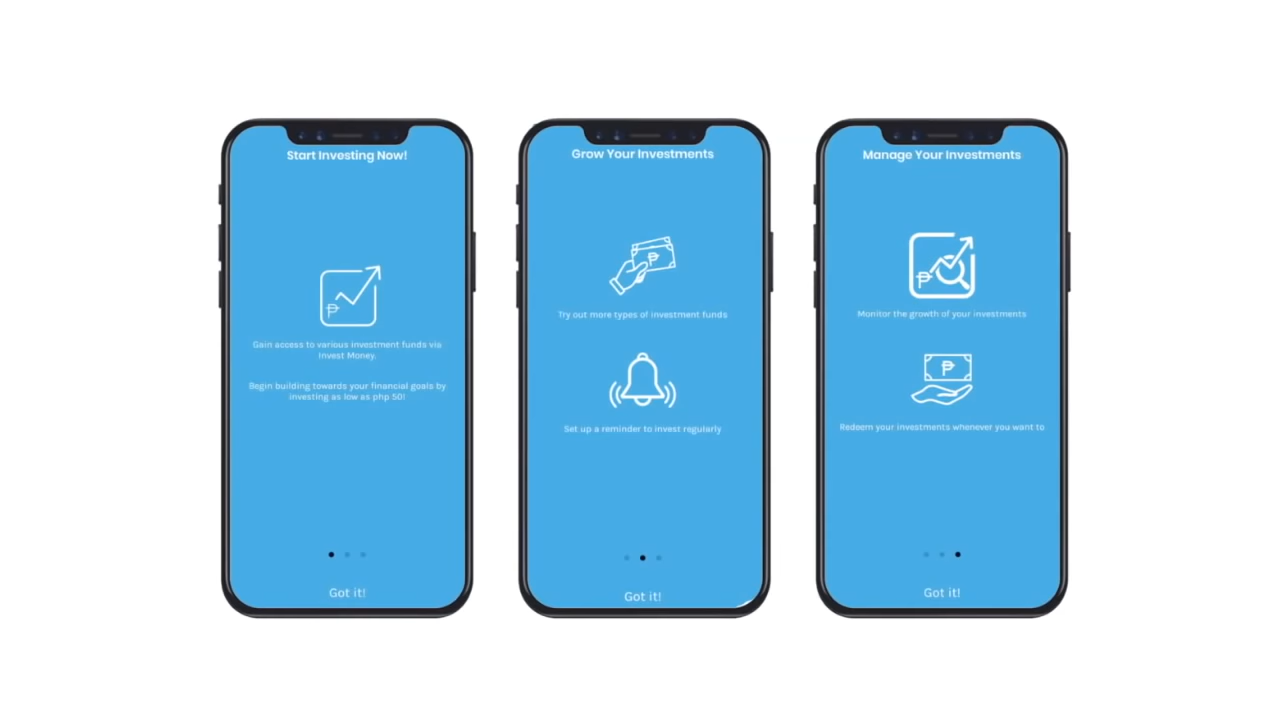 Start Investing Now!
₱
Gain access to various investment funds via
Invest Money.
Begin building towards your financial goals by
investing as low as php 50!
Got it!
Grow Your Investments
₱
Try out more types of investment funds
Set up a reminder to invest regularly
Got it!
Manage Your Investments
₱
Monitor the growth of your investments
₱
Redeem your investments whenever you want to
Got it!